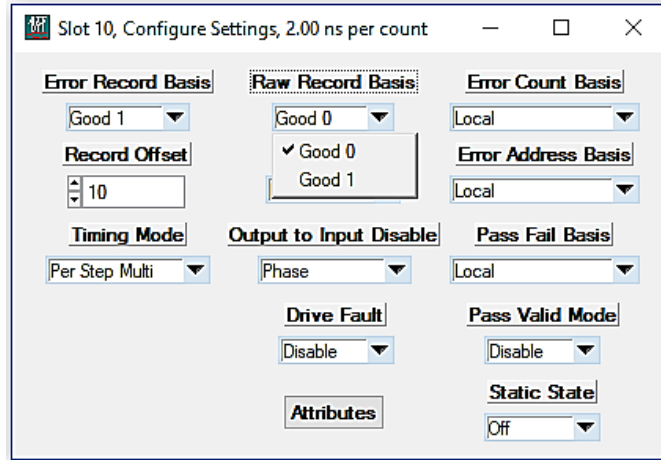 Slot 10, Configure Settings, 2.00 ns per count
Error Record Basis
Raw Record Basis
Error Count Basis
Good 1
Good 0
Local
Good 0
Good 1
Record Offset
Error Address Basis
10
Local
Timing Mode
Output to Input Disable
Pass Fail Basis
Per Step Multi
Phase
Local
Drive Fault
Pass Valid Mode
Disable
Disable
Attributes
Static State
Off